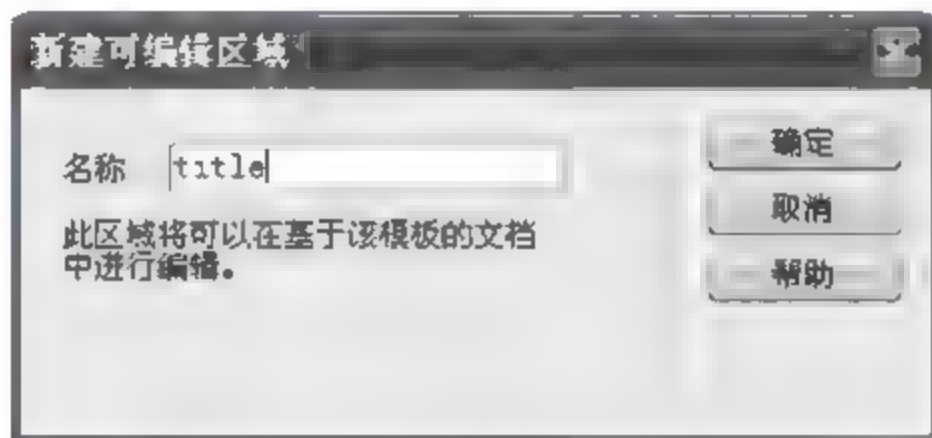 新建可编辑区域
名称 title
确定
取消
帮助
此区域将可以在基于该模板的文档
中进行编辑。